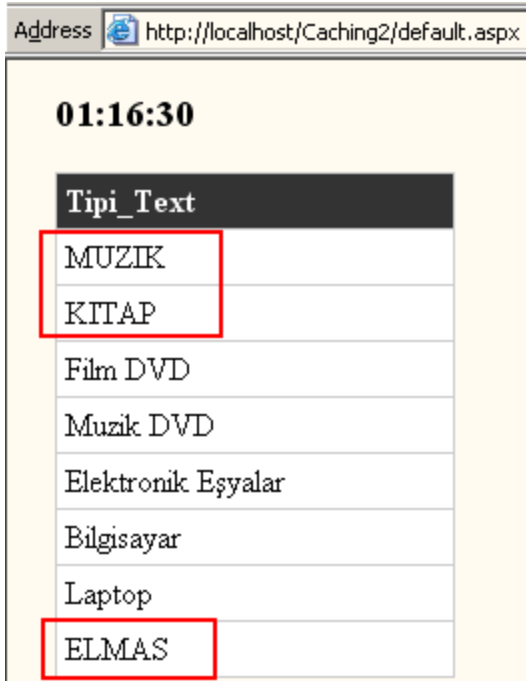 Address http://localhost/Caching2/default.aspx
01:16:30
Tipi_Text
MUZIK
KITAP
Film DVD
Muzik DVD
Elektronik Eşyalar
Bilgisayar
Laptop
ELMAS